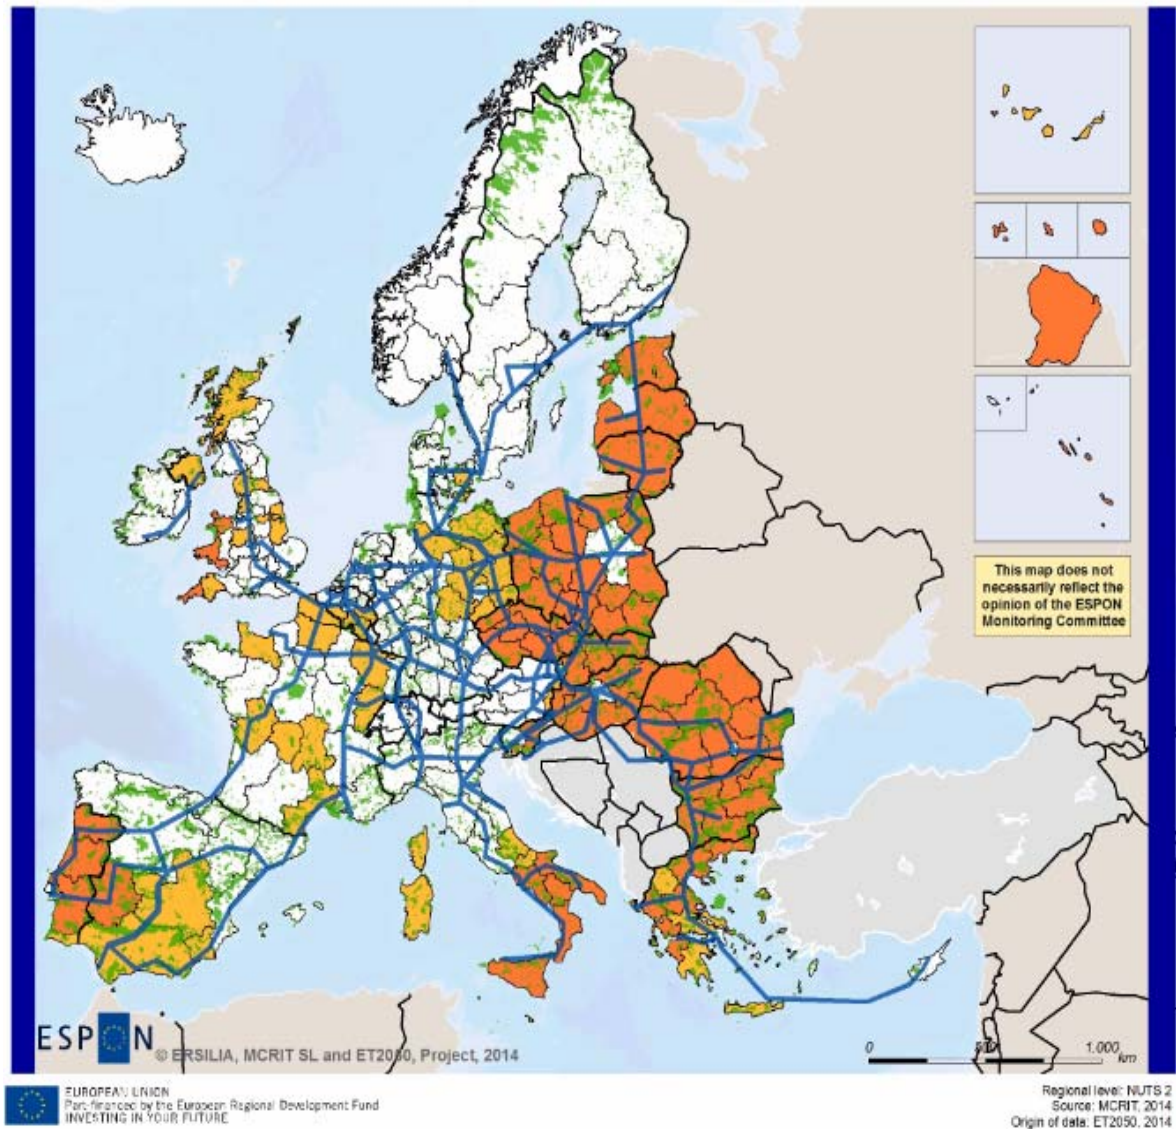 This map does not
necessarily reflect the
opinion of the ESPON
Monitoring Committee
ESPON
© ERSILIA, MCRIT SL and ET2050, Project, 2014
0
500
1.000
km
EUROPEAN UNION
Part-financed by the European Regional Development Fund
INVESTING IN YOUR FUTURE
Regional level: NUTS 2
Source: MCRIT, 2014
Origin of data: ET2050, 2014